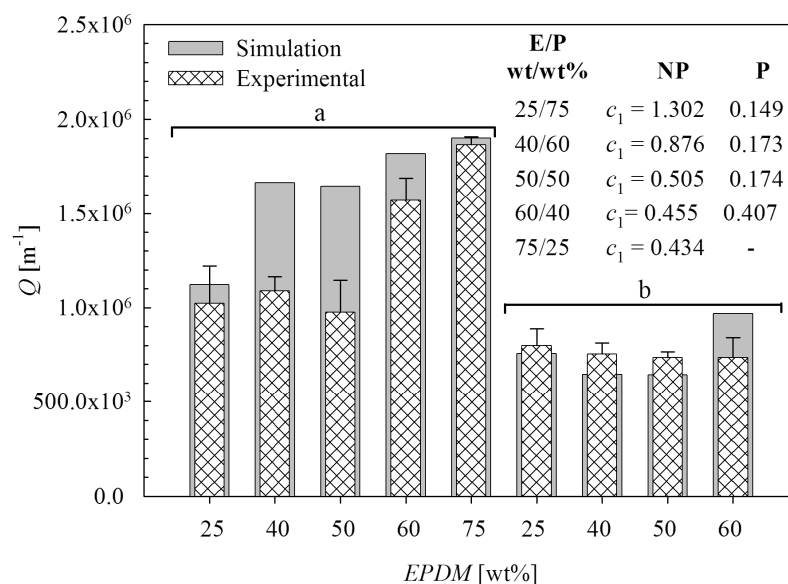 2.5x10⁶
2.0x10⁶
1.5x10⁶
1.0x10⁶
500.0x10³
0.0
Q [m⁻¹]
Simulation
Experimental
a
b
E/P
wt/wt% NP P
25/75 c₁ = 1.302 0.149
40/60 c₁ = 0.876 0.173
50/50 c₁ = 0.505 0.174
60/40 c₁= 0.455 0.407
75/25 c₁ = 0.434 -
25 40 50 60 75 25 40 50 60
EPDM [wt%]